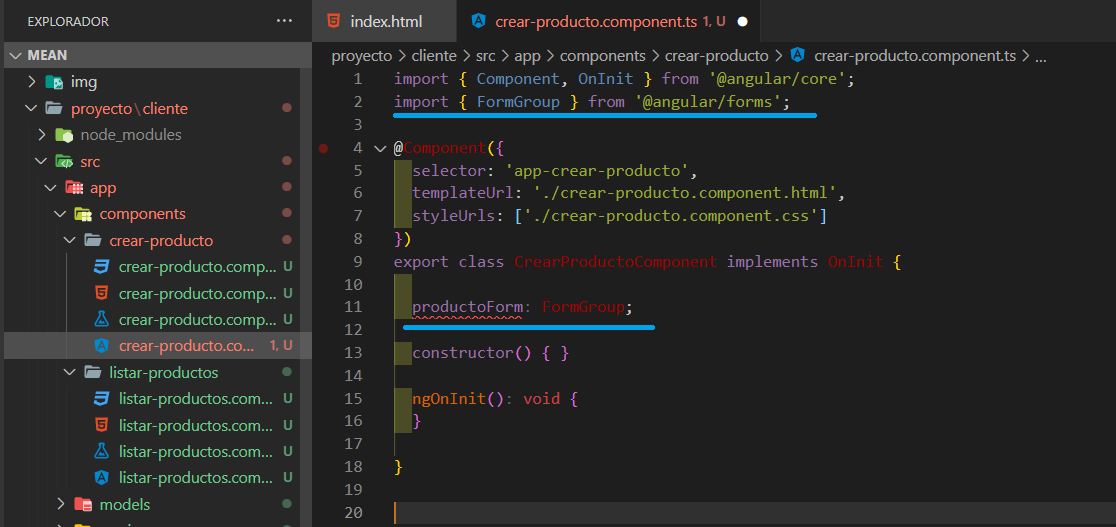 EXPLORADOR ...
MEAN
img
proyecto\cliente
node_modules
src
app
components
crear-producto
crear-producto.comp... U
crear-producto.comp... U
crear-producto.comp... U
crear-producto.co... 1, U
listar-productos
listar-productos.com... U
listar-productos.com... U
listar-productos.com... U
listar-productos.com... U
models
index.html
crear-producto.component.ts 1, U
proyecto > cliente > src > app > components > crear-producto > crear-producto.component.ts > ...
1 import { Component, OnInit } from '@angular/core';
2 import { FormGroup } from '@angular/forms';
3
4 @Component({
5 selector: 'app-crear-producto',
6 templateUrl: './crear-producto.component.html',
7 styleUrls: ['./crear-producto.component.css']
8 })
9 export class CrearProductoComponent implements OnInit {
10
11 productoForm: FormGroup;
12
13 constructor() { }
14
15 ngOnInit(): void {
16 }
17
18 }
19
20